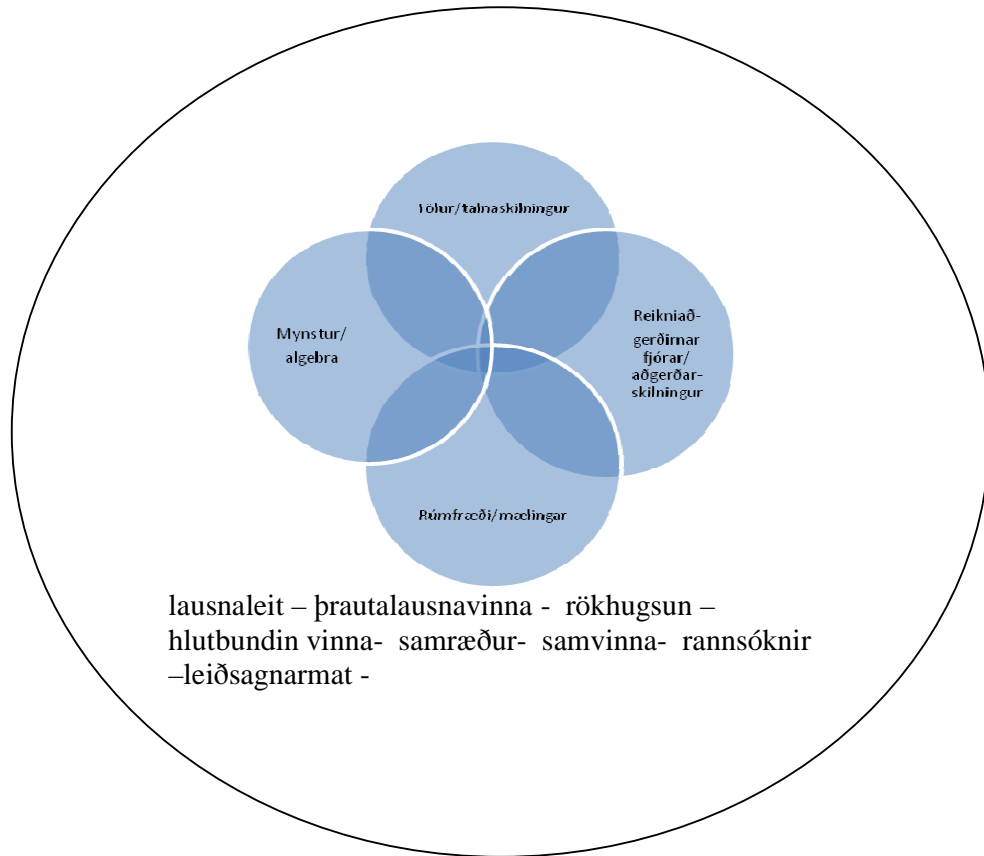 Tölur/talnaskilningur
Mynstur/
algebra
Reikniað-
gerðirnar
fjórar/
aðgerðar-
skilningur
Rúmfræði/mælingar
lausnaleit – þrautalausnavinna - rökhugsun –
hlutbundin vinna- samræður- samvinna- rannsóknir
–leiðsagnarmat -